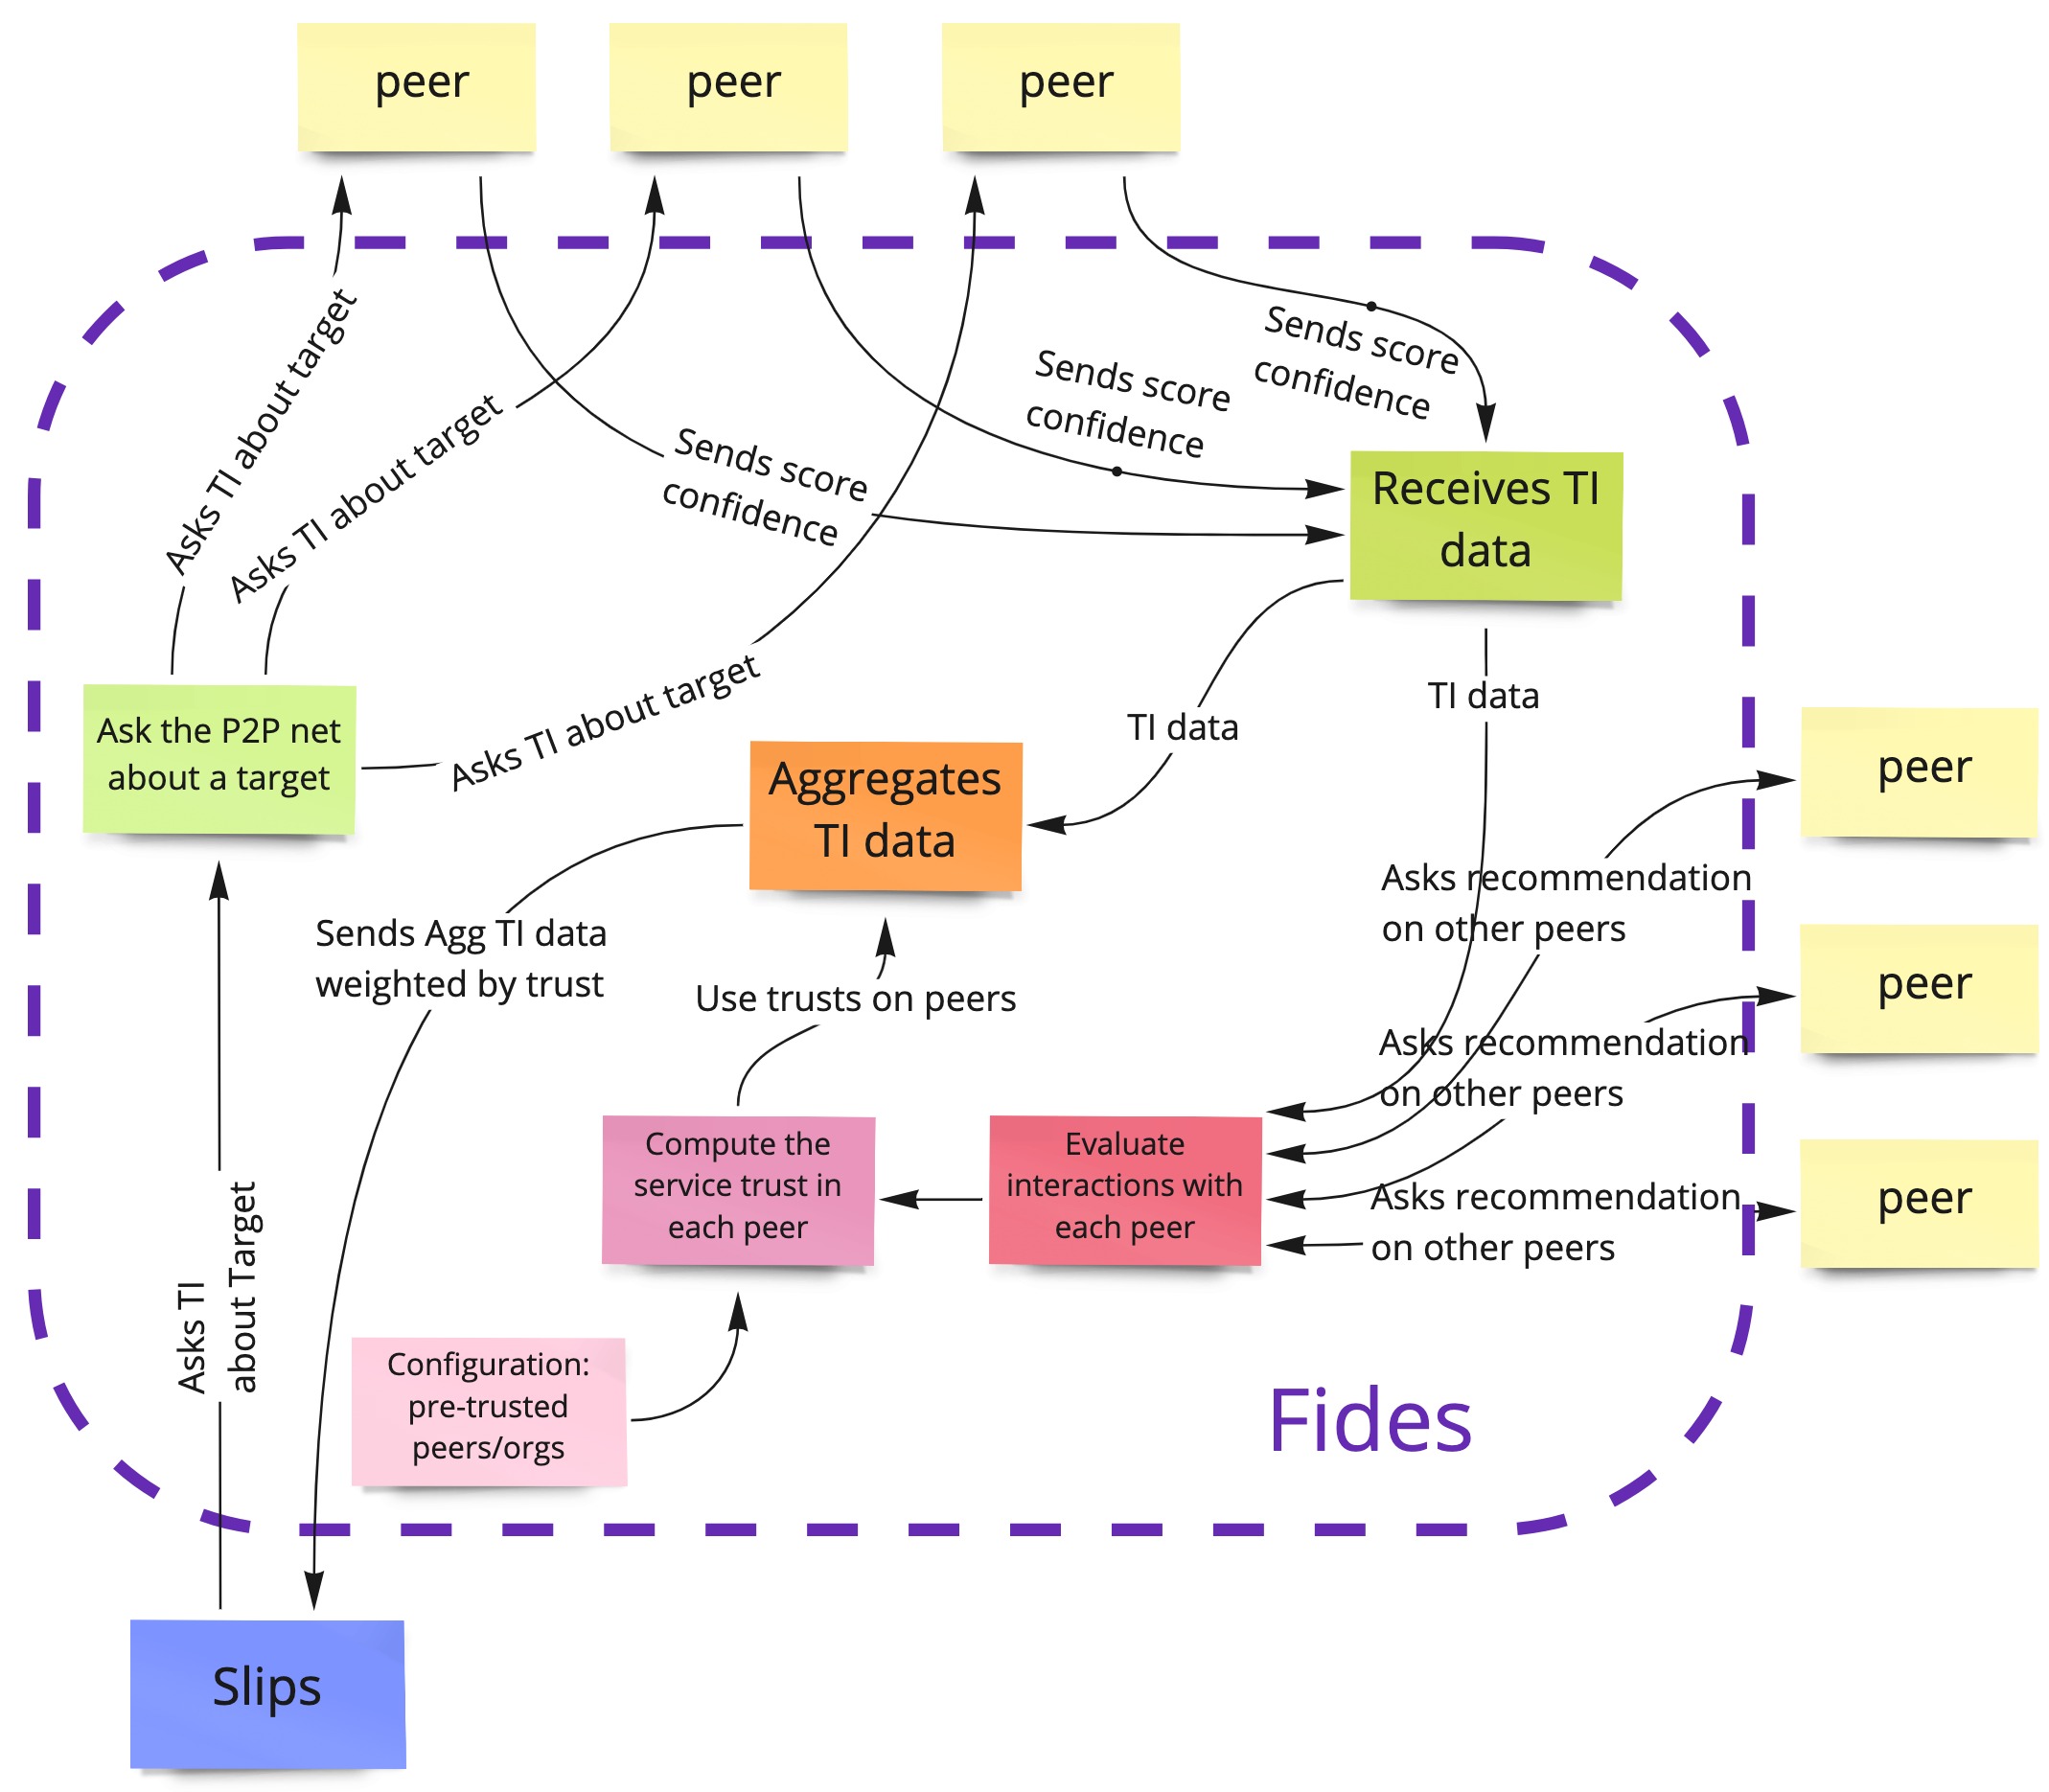 peer
peer
peer
Asks TI about target
Asks TI about target
Asks TI about target
Sends score
confidence
Sends score
confidence
Sends score
confidence
Receives TI
data
Ask the P2P net
about a target
TI data
TI data
Aggregates
TI data
peer
peer
peer
Asks recommendation
on other peers
Asks recommendation
on other peers
Asks recommendation
on other peers
Sends Agg TI data
weighted by trust
Use trusts on peers
Compute the
service trust in
each peer
Evaluate
interactions with
each peer
Asks TI
about Target
Configuration:
pre-trusted
peers/orgs
Fides
Slips